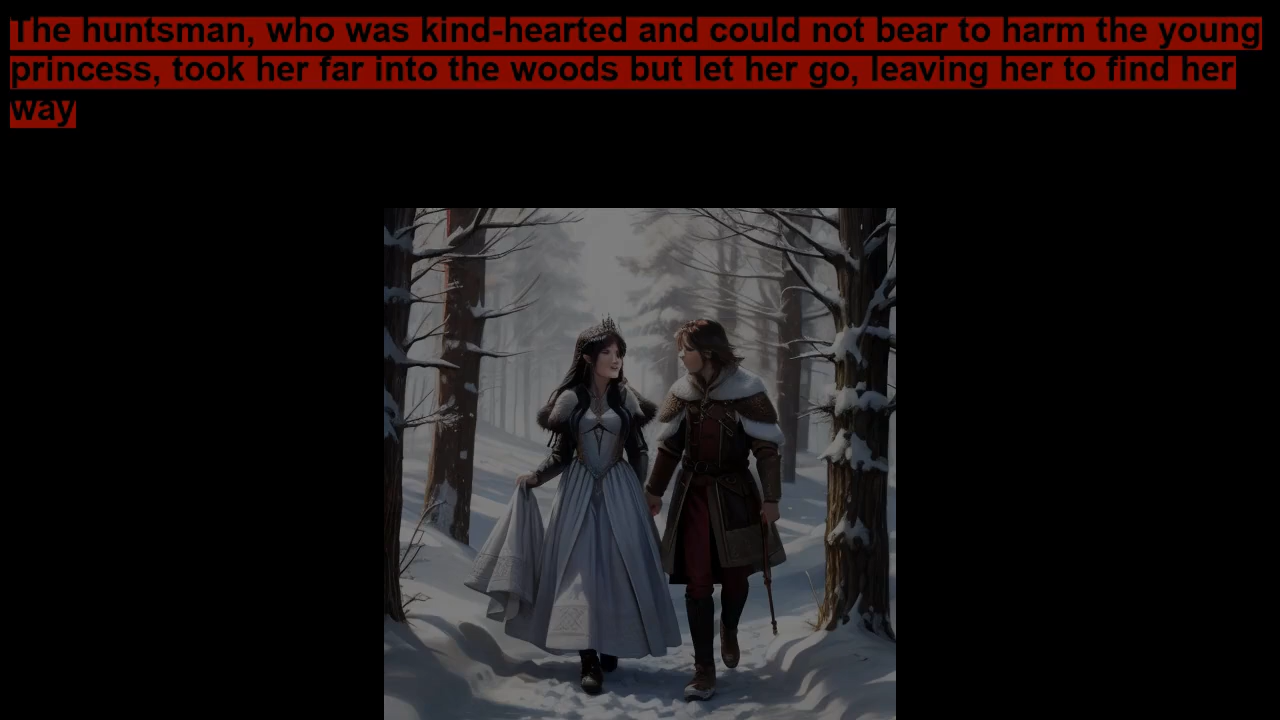 The huntsman, who was kind-hearted and could not bear to harm the young
princess, took her far into the woods but let her go, leaving her to find her
way